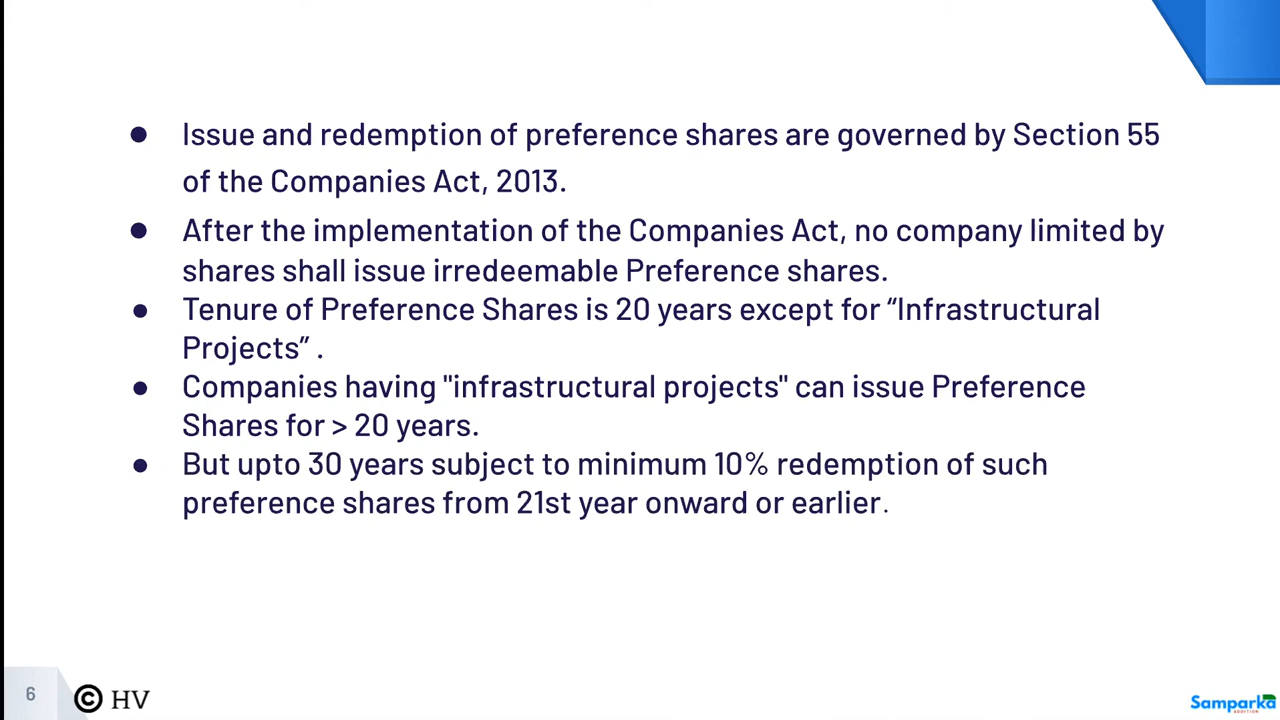 ● Issue and redemption of preference shares are governed by Section 55
of the Companies Act, 2013.
● After the implementation of the Companies Act, no company limited by
shares shall issue irredeemable Preference shares.
● Tenure of Preference Shares is 20 years except for “Infrastructural
Projects” .
● Companies having "infrastructural projects" can issue Preference
Shares for > 20 years.
● But upto 30 years subject to minimum 10% redemption of such
preference shares from 21st year onward or earlier.
6
© HV
Samparka
ADDITION